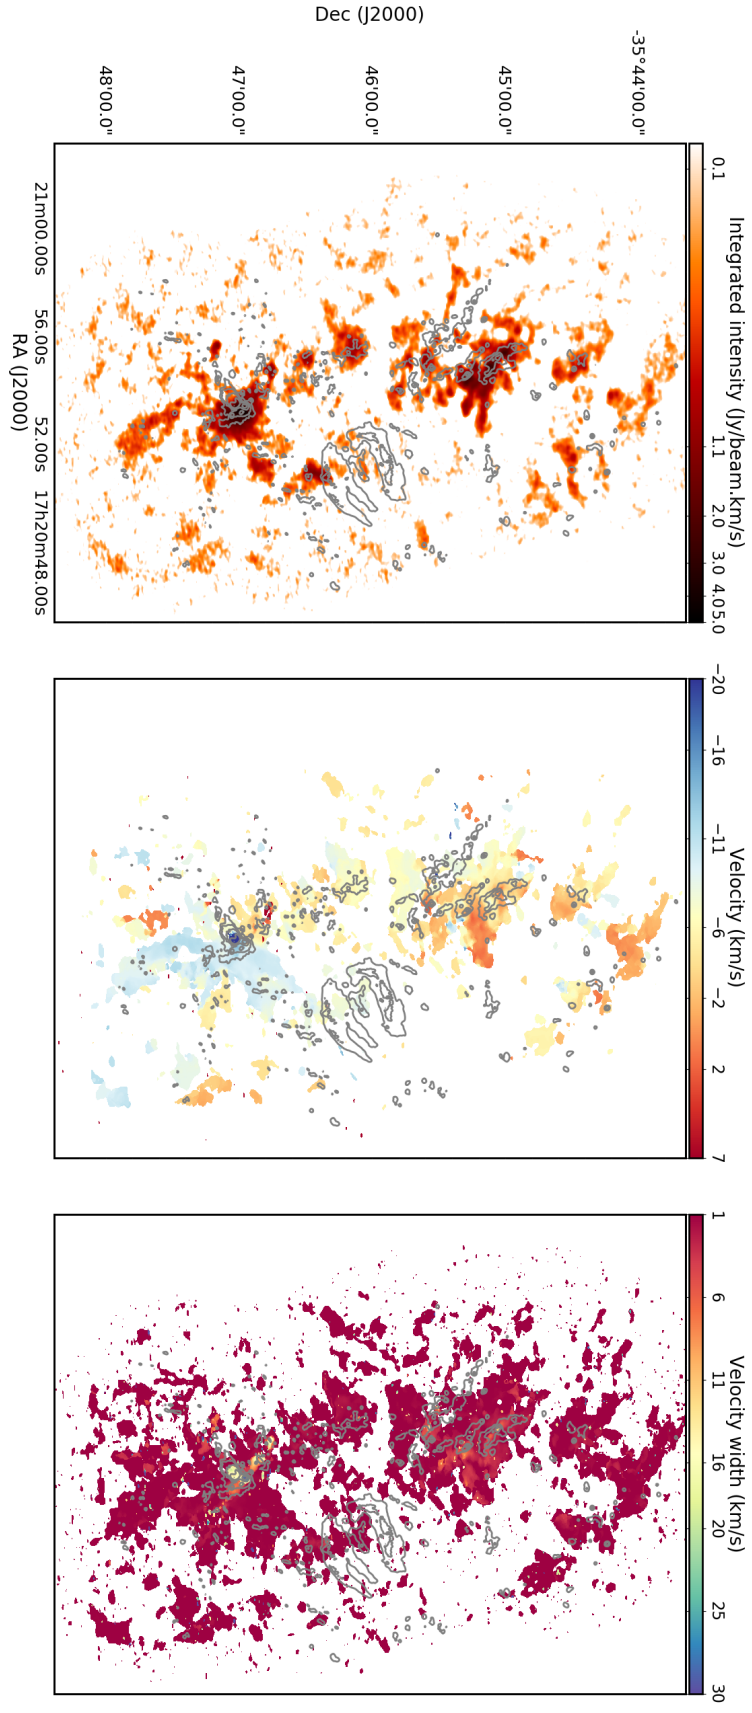 Dec (J2000)
-35°44'00.0"
45'00.0"
46'00.0"
47'00.0"
48'00.0"
21m00.00s
56.00s
52.00s
17h20m48.00s
RA (J2000)
0.1
1.1
2.0
3.0
4.05.0
Integrated intensity (Jy/beam.km/s)
−20
−16
−11
−6
−2
2
7
Velocity (km/s)
1
6
11
16
20
25
30
Velocity width (km/s)